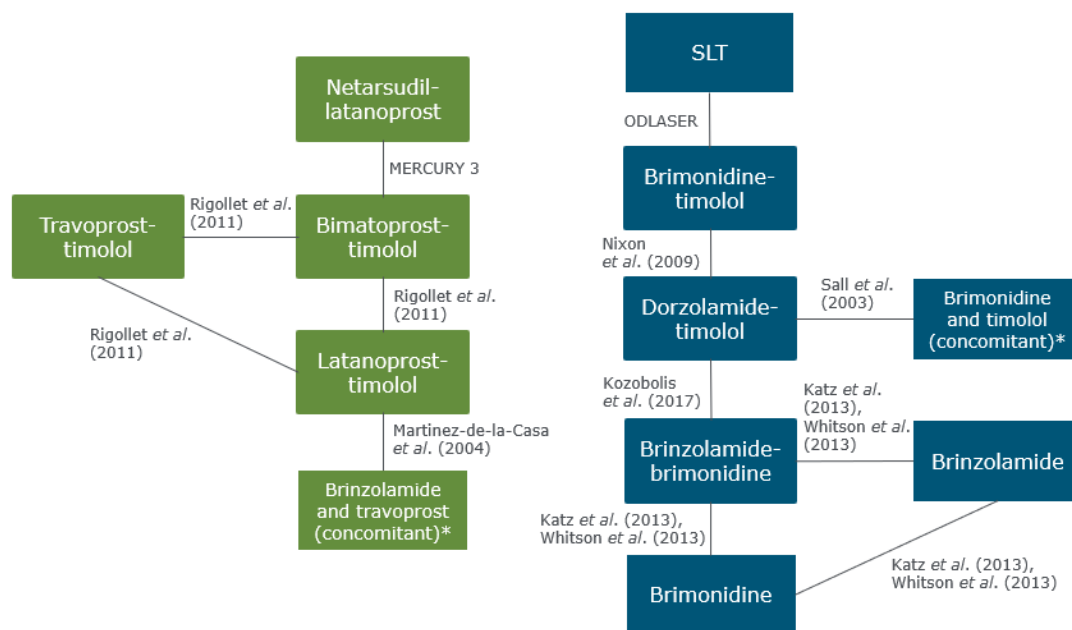 Netarsudil-
latanoprost
MERCURY 3
Travoprost-
timolol
Rigollet et al.
(2011)
Bimatoprost-
timolol
Rigollet et al.
(2011)
Rigollet et al.
(2011)
Latanoprost-
timolol
Martinez-de-la-Casa
et al. (2004)
Brinzolamide
and travoprost
(concomitant)*
SLT
ODLASER
Brimonidine-
timolol
Nixon
et al. (2009)
Dorzolamide-
timolol
Sall et al.
(2003)
Brimonidine
and timolol
(concomitant)*
Kozobolis
et al. (2017)
Katz et al.
(2013),
Whitson et al.
(2013)
Brinzolamide-
brimonidine
Brinzolamide
Katz et al. (2013),
Whitson et al. (2013)
Katz et al. (2013),
Whitson et al. (2013)
Brimonidine